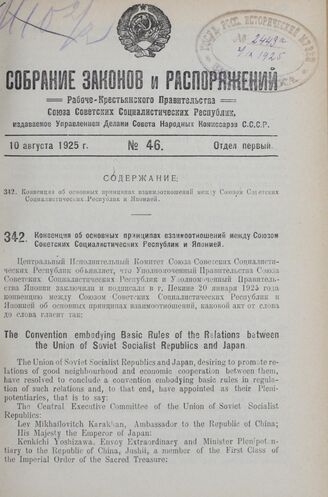 СОБРАНИЕ ЗАКОНОВ и РАСПОРЯЖЕНИЙ
Рабоче-Крестьянского Правительства
Союза Советских Социалистических Республик,
издаваемое Управлением Делами Совета Народных Комиссаров С.С.С.Р.
10 августа 1925 г. № 46. Отдел первый.
СОДЕРЖАНИЕ:
342. Конвенция об основных принципах взаимоотношений между Союзом Советских
Социалистических Республик и Японией.
342. Конвенция об основных принципах взаимоотношений между Союзом
Советских Социалистических Республик и Японией.
Центральный Исполнительный Комитет Союза Советских Социалистических Республик объявляет, что Уполномоченный Правительства Союза
Советских Социалистических Республик и Уполномоченный Правительства Японии заключили и подписали в г. Пекине 20 января 1925 года
конвенцию между Союзом Советских Социалистических Республик и
Японией об основных принципах взаимоотношений, каковой акт от слова
до слова гласит так:
The Convention embodying Basic Rules of the Relations between
the Union of Soviet Socialist Republics and Japan.
The Union of Soviet Socialist Republics and Japan, desiring to promote relations of good neighbourhood and economic cooperation between them,
have resolved to conclude a convention embodying basic rules in regulation of such relations and, to that end, have appointed as their Plenipotentiaries, that is to say:
The Central Executive Committee of the Union of Soviet Socialist
Republics:
Lev Mikhailovitch Karakhan, Ambassador to the Republic of China;
His Majesty the Emperor of Japan:
Kenkichi Yoshizawa, Envoy Extraordinary and Minister Plenipotentiary to the Republic of China, Jushii, a member of the First Class of
the Imperial Order of the Sacred Treasure;